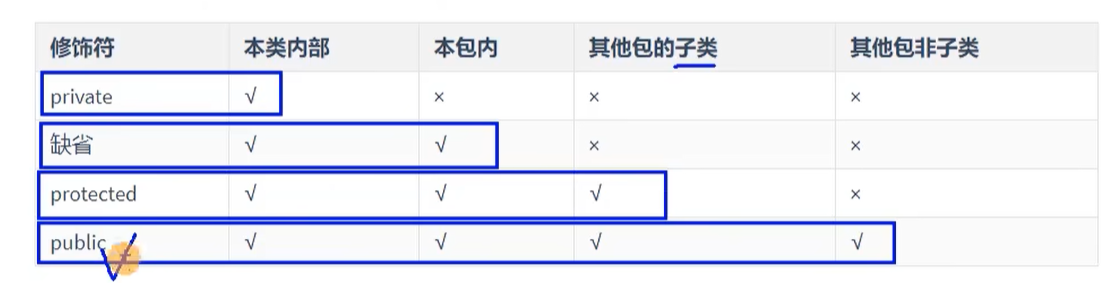 修饰符 本类内部 本包内 其他包的子类 其他包非子类
private √ × × ×
缺省 √ √ × ×
protected √ √ √ ×
public √ √ √ √